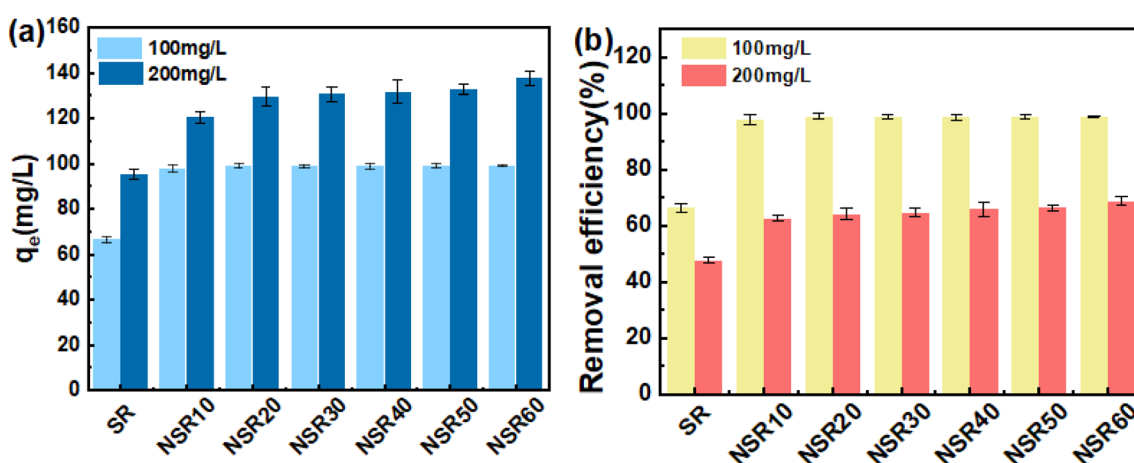 (a)
100mg/L
200mg/L
qe(mg/L)
160
140
120
100
80
60
40
20
0
SR NSR10 NSR20 NSR30 NSR40 NSR50 NSR60
(b)
100mg/L
200mg/L
Removal efficiency(%)
120
100
80
60
40
20
0
SR NSR10 NSR20 NSR30 NSR40 NSR50 NSR60